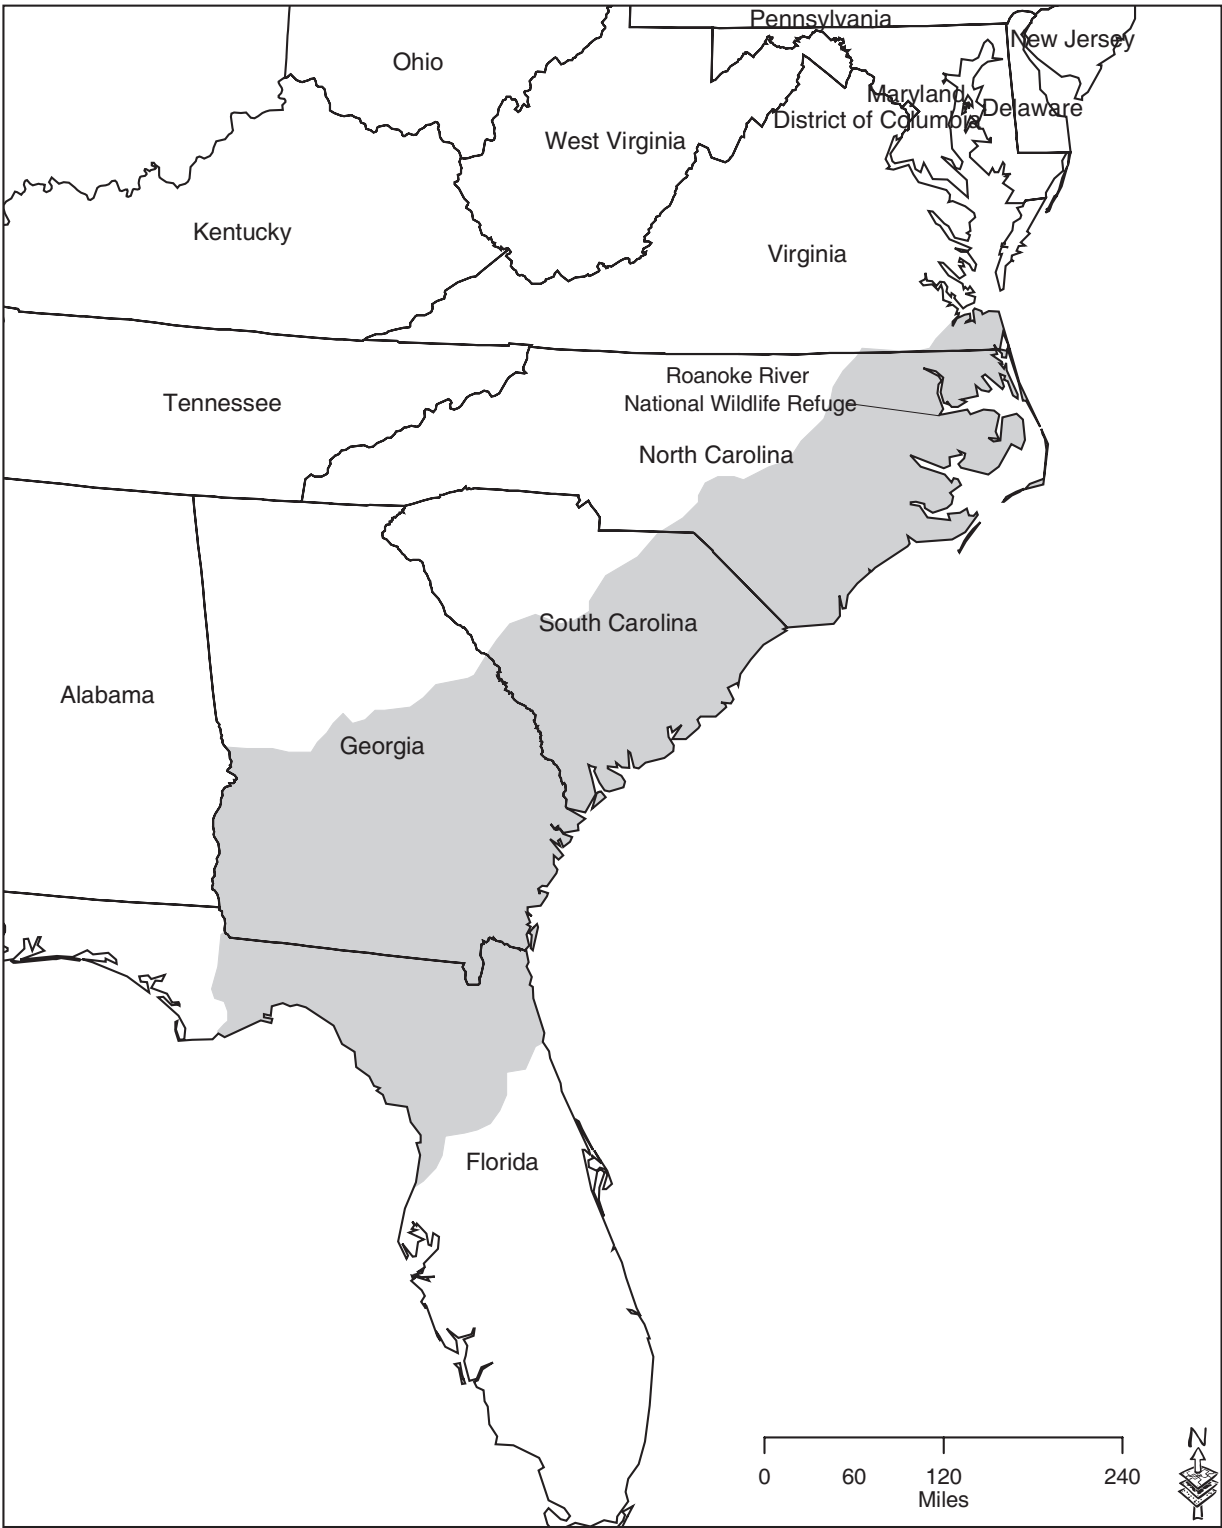 Pennsylvania
New Jersey
Ohio
Maryland
Delaware
District of Columbia
West Virginia
Kentucky
Virginia
Roanoke River
National Wildlife Refuge
Tennessee
North Carolina
South Carolina
Alabama
Georgia
Florida
N
0 60 120 240
Miles